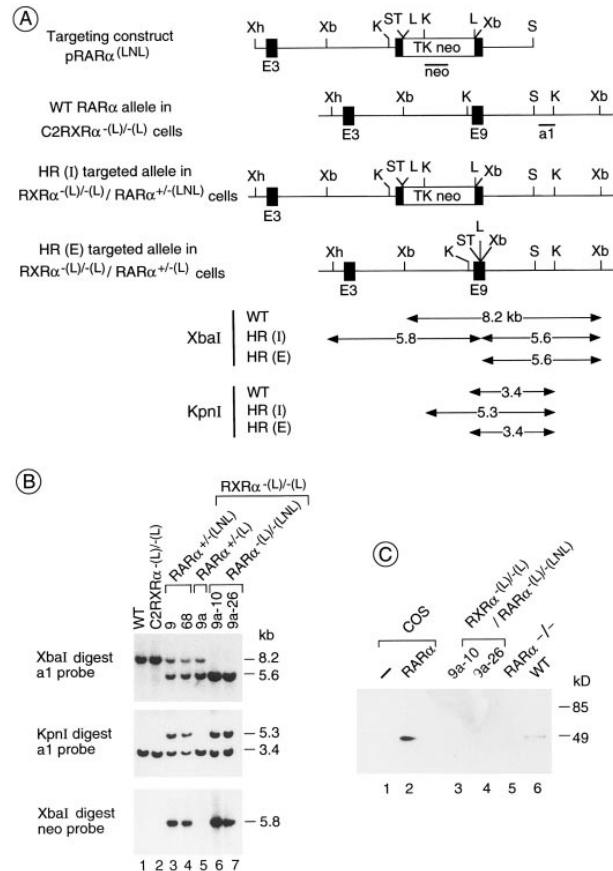 A
Targeting construct
pRARα(LNL)
Xh Xb K ST L K L Xb S
TK neo
E3
neo
WT RARα allele in
C2RXRα-(L)/-(L) cells
Xh Xb K S K Xb
E3 E9 a1
HR (I) targeted allele in
RXRα-(L)/-(L)/ RARα+/-(LNL) cells
Xh Xb K ST L K L Xb S K Xb
TK neo
E3
HR (E) targeted allele in
RXRα-(L)/-(L)/ RARα+/-(L) cells
Xh Xb K ST L Xb S K Xb
E3 E9
XbaI
WT 8.2 kb
HR (I) 5.8 5.6
HR (E) 5.6
KpnI
WT 3.4
HR (I) 5.3
HR (E) 3.4
B
RXRα-(L)/-(L)
RARα+/-(LNL)
RARα+/-(L)
RARα-(L)/-(LNL)
WT
C2RXRα-(L)/-(L)
9
68
9a
9a-10
9a-26
kb
XbaI digest
a1 probe
8.2
5.6
KpnI digest
a1 probe
5.3
3.4
XbaI digest
neo probe
5.8
1 2 3 4 5 6 7
C
RXRα-(L)/-(L)
/ RARα-(L)/-(LNL)
COS
–
RARα
9a-10
9a-26
RARα-/-
WT
kD
85
49
1 2 3 4 5 6